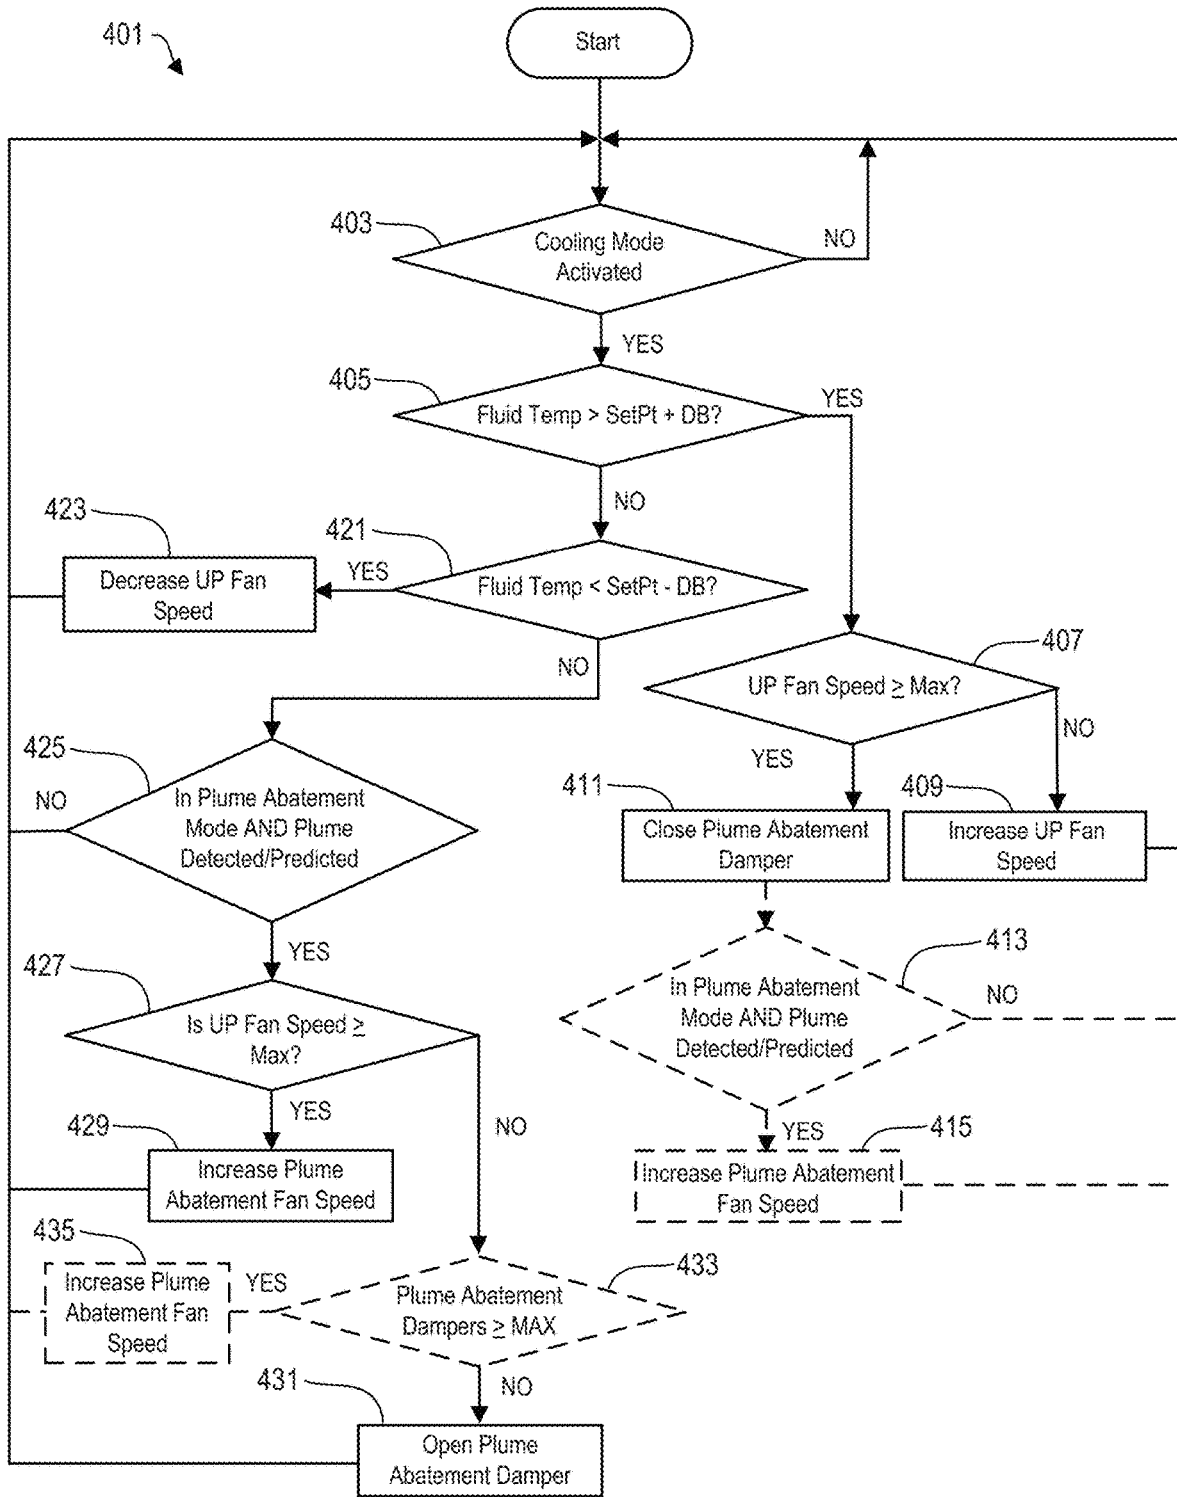 401
Start
403
Cooling Mode
Activated
NO
YES
405
Fluid Temp > SetPt + DB?
YES
NO
423
Decrease UP Fan
Speed
YES
421
Fluid Temp < SetPt - DB?
NO
407
UP Fan Speed ≥ Max?
NO
YES
425
NO
In Plume Abatement
Mode AND Plume
Detected/Predicted
YES
411
Close Plume Abatement
Damper
409
Increase UP Fan
Speed
413
In Plume Abatement
Mode AND Plume
Detected/Predicted
NO
YES
427
Is UP Fan Speed ≥
Max?
YES
NO
429
Increase Plume
Abatement Fan Speed
415
Increase Plume Abatement
Fan Speed
435
Increase Plume
Abatement Fan
Speed
YES
433
Plume Abatement
Dampers ≥ MAX
NO
431
Open Plume
Abatement Damper